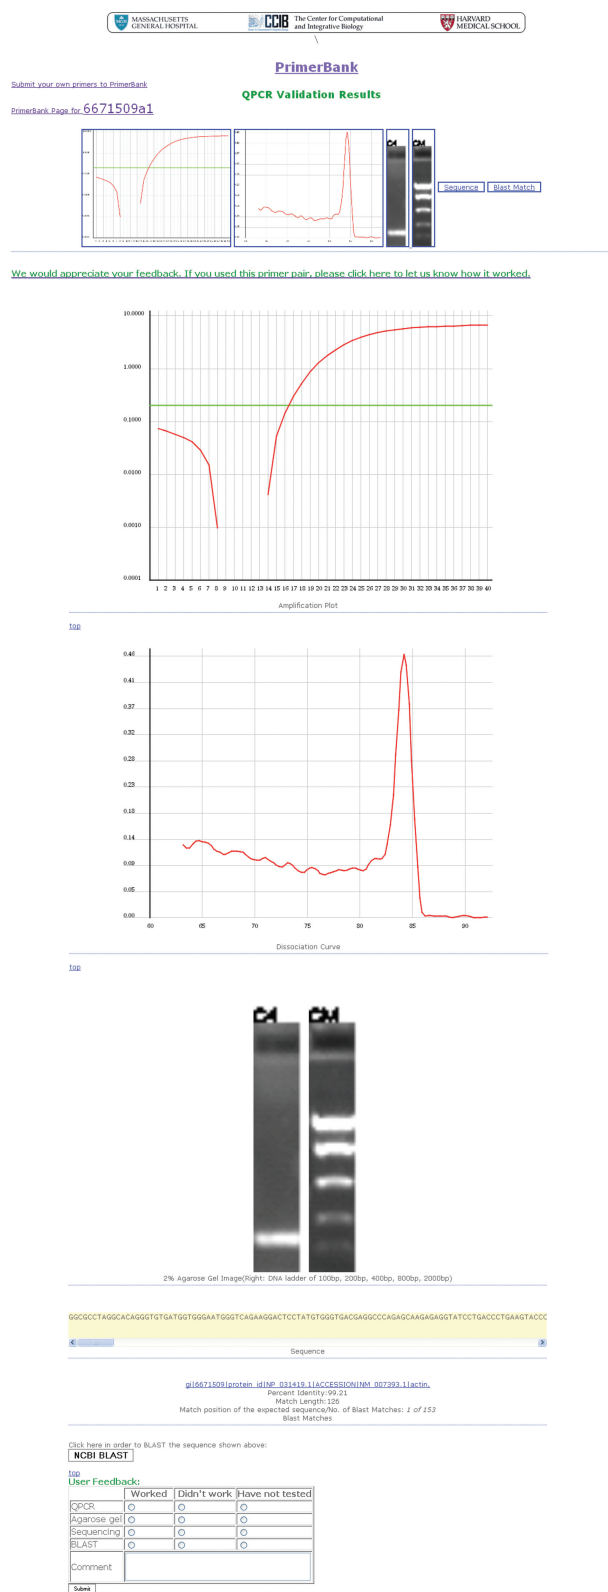 MASSACHUSETTS
GENERAL HOSPITAL
CCIB
The Center for Computational
and Integrative Biology
HARVARD
MEDICAL SCHOOL
\
PrimerBank
Submit your own primers to PrimerBank
QPCR Validation Results
PrimerBank Page for 6671509a1
Sequence
Blast Match
We would appreciate your feedback. If you used this primer pair, please click here to let us know how it worked.
10.0000
1.0000
0.1000
0.0100
0.0010
0.0001
1 2 3 4 5 6 7 8 9 10 11 12 13 14 15 16 17 18 19 20 21 22 23 24 25 26 27 28 29 30 31 32 33 34 35 36 37 38 39 40
Amplification Plot
top
0.46
0.41
0.37
0.32
0.28
0.23
0.18
0.14
0.09
0.05
0.00
60 65 70 75 80 85 90
Dissociation Curve
top
2% Agarose Gel Image(Right: DNA ladder of 100bp, 200bp, 400bp, 800bp, 2000bp)
GGCGCCTAGGCACAGGGTGTGATGGTGGGAATGGGTCAGAAGGACTCCTATGTGGGTGACGAGGCCCAGAGCAAGAGAGGTATCCTGACCCTGAAGTACCC
Sequence
gi|6671509|protein_id|NP_031419.1|ACCESSION|NM_007393.1|actin,
Percent Identity:99.21
Match Length:126
Match position of the expected sequence/No. of Blast Matches: 1 of 153
Blast Matches
Click here in order to BLAST the sequence shown above:
NCBI BLAST
top
User Feedback:
Worked Didn't work Have not tested
QPCR
Agarose gel
Sequencing
BLAST
Comment
Submit